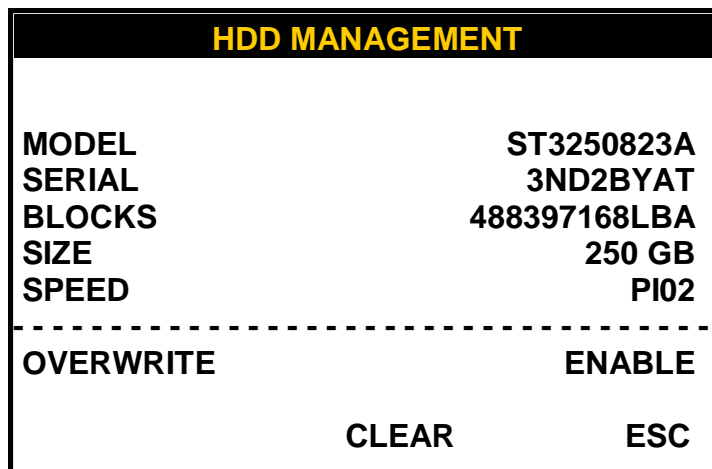 HDD MANAGEMENT
MODEL ST3250823A
SERIAL 3ND2BYAT
BLOCKS 488397168LBA
SIZE 250 GB
SPEED PI02
OVERWRITE ENABLE
CLEAR ESC